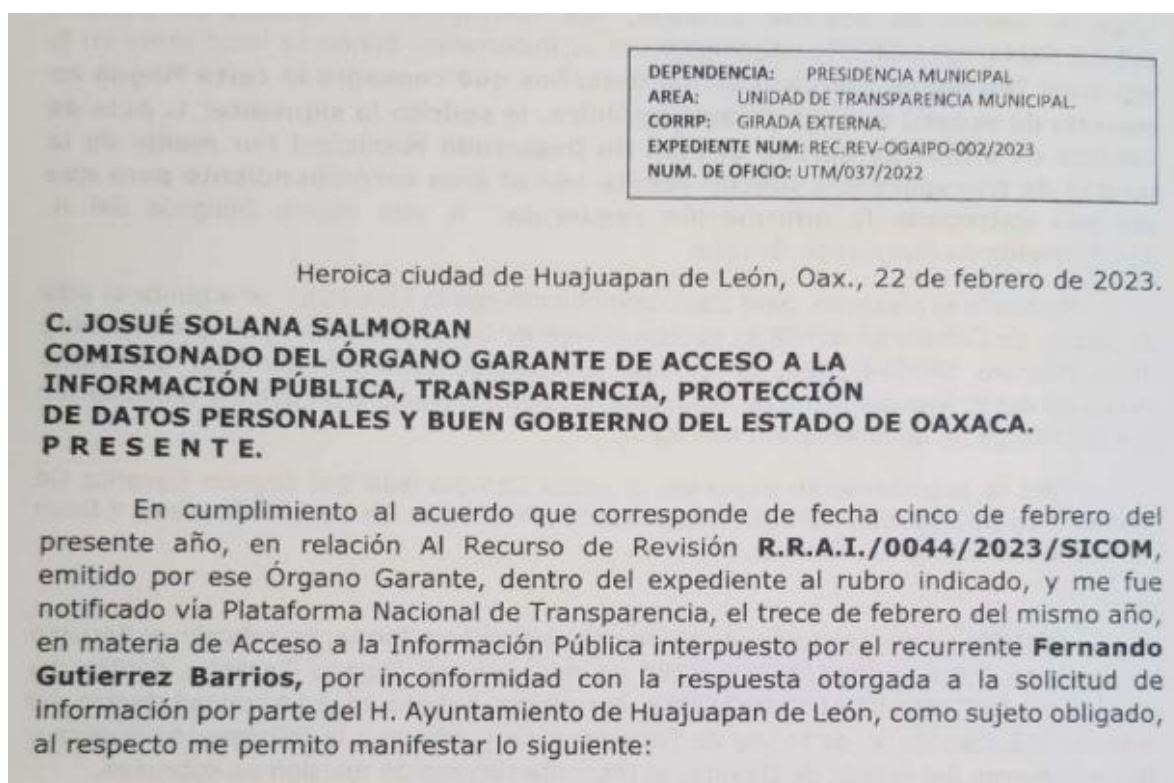 DEPENDENCIA: PRESIDENCIA MUNICIPAL
AREA: UNIDAD DE TRANSPARENCIA MUNICIPAL.
CORRP: GIRADA EXTERNA.
EXPEDIENTE NUM: REC.REV-OGAIPO-002/2023
NUM. DE OFICIO: UTM/037/2022
Heroica ciudad de Huajuapan de León, Oax., 22 de febrero de 2023.
C. JOSUÉ SOLANA SALMORAN
COMISIONADO DEL ÓRGANO GARANTE DE ACCESO A LA
INFORMACIÓN PÚBLICA, TRANSPARENCIA, PROTECCIÓN
DE DATOS PERSONALES Y BUEN GOBIERNO DEL ESTADO DE OAXACA.
P R E S E N T E.
En cumplimiento al acuerdo que corresponde de fecha cinco de febrero del
presente año, en relación Al Recurso de Revisión R.R.A.I./0044/2023/SICOM,
emitido por ese Órgano Garante, dentro del expediente al rubro indicado, y me fue
notificado vía Plataforma Nacional de Transparencia, el trece de febrero del mismo año,
en materia de Acceso a la Información Pública interpuesto por el recurrente Fernando
Gutierrez Barrios, por inconformidad con la respuesta otorgada a la solicitud de
información por parte del H. Ayuntamiento de Huajuapan de León, como sujeto obligado,
al respecto me permito manifestar lo siguiente: